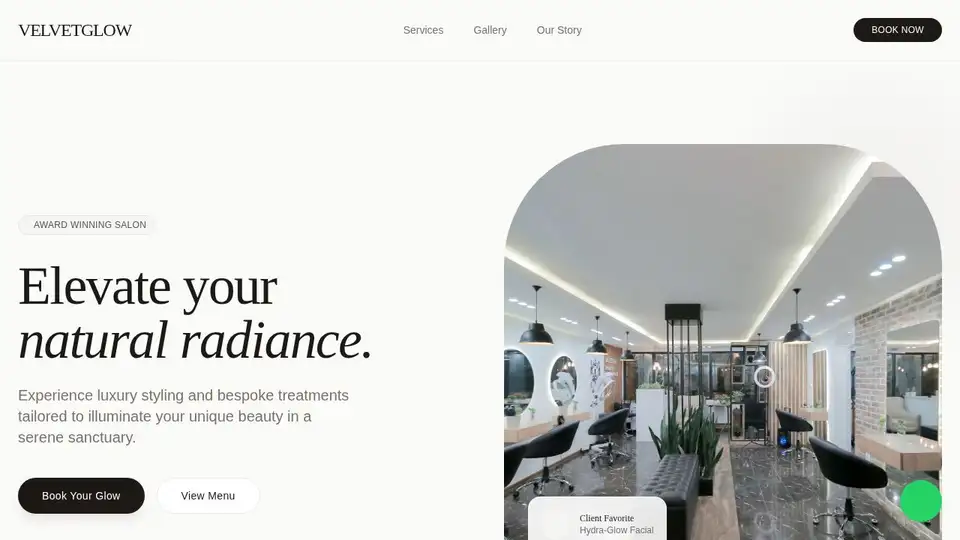 VELVETGLOW
Services
Gallery
Our Story
BOOK NOW
AWARD WINNING SALON
Elevate your
natural radiance.
Experience luxury styling and bespoke treatments
tailored to illuminate your unique beauty in a
serene sanctuary.
Book Your Glow
View Menu
Client Favorite
Hydra-Glow Facial